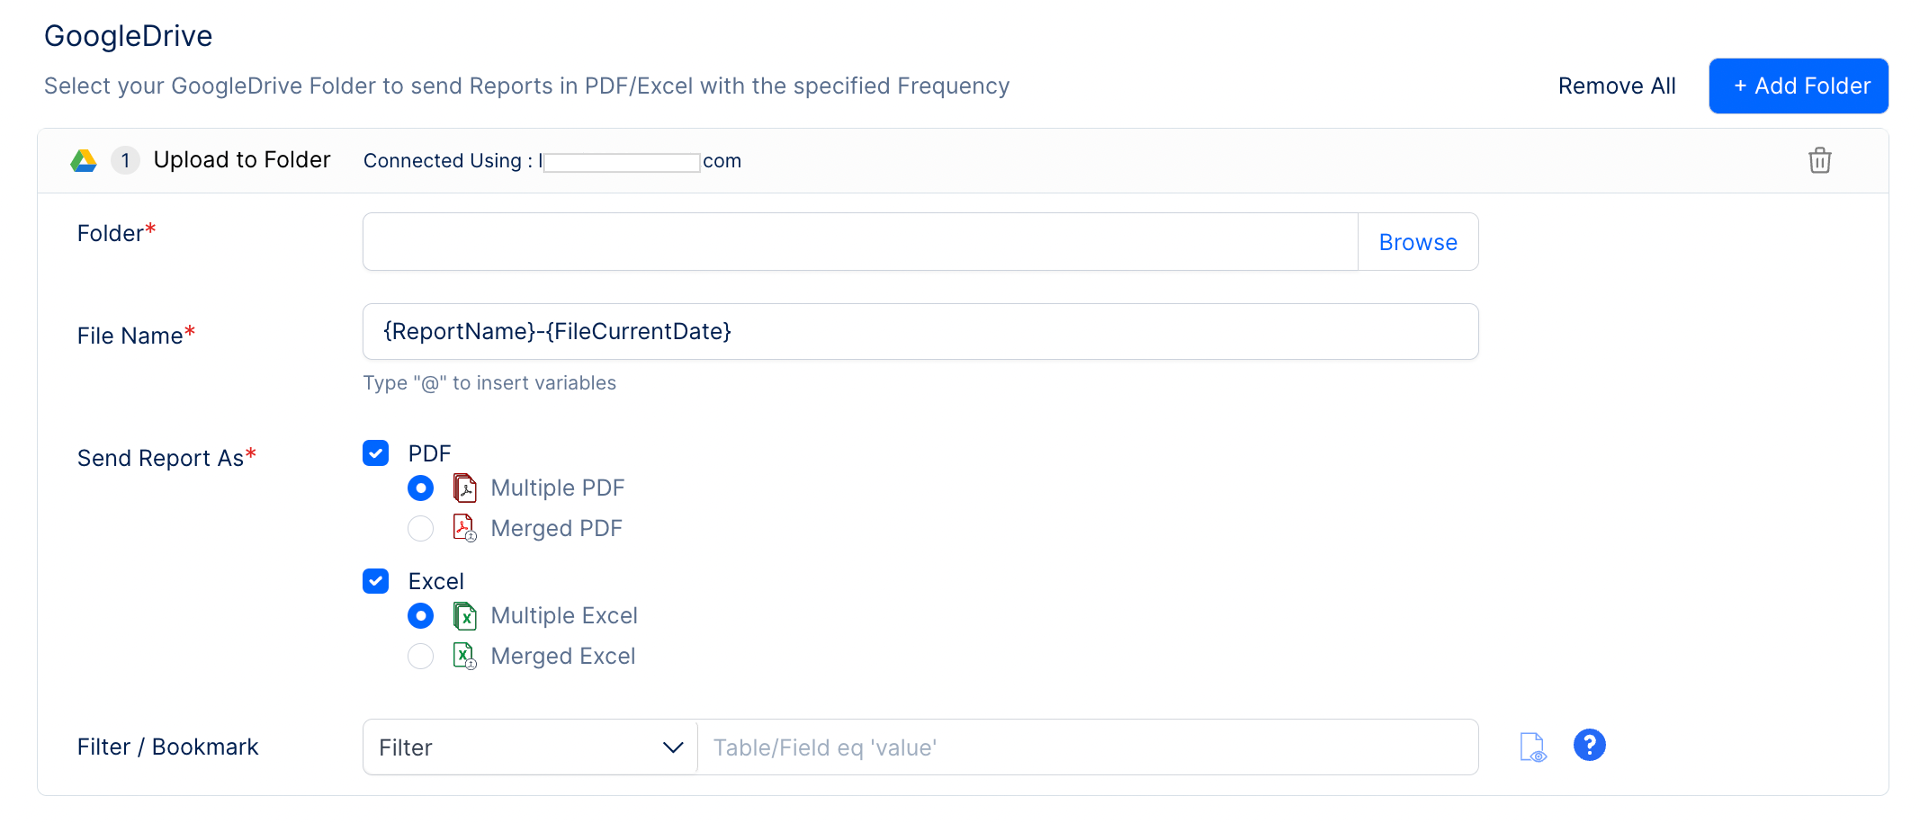 GoogleDrive
Select your GoogleDrive Folder to send Reports in PDF/Excel with the specified Frequency
Remove All
+ Add Folder
1 Upload to Folder Connected Using : l com
Folder*
Browse
File Name*
{ReportName}-{FileCurrentDate}
Type "@" to insert variables
Send Report As*
PDF
Multiple PDF
Merged PDF
Excel
Multiple Excel
Merged Excel
Filter / Bookmark
Filter
Table/Field eq 'value'
?